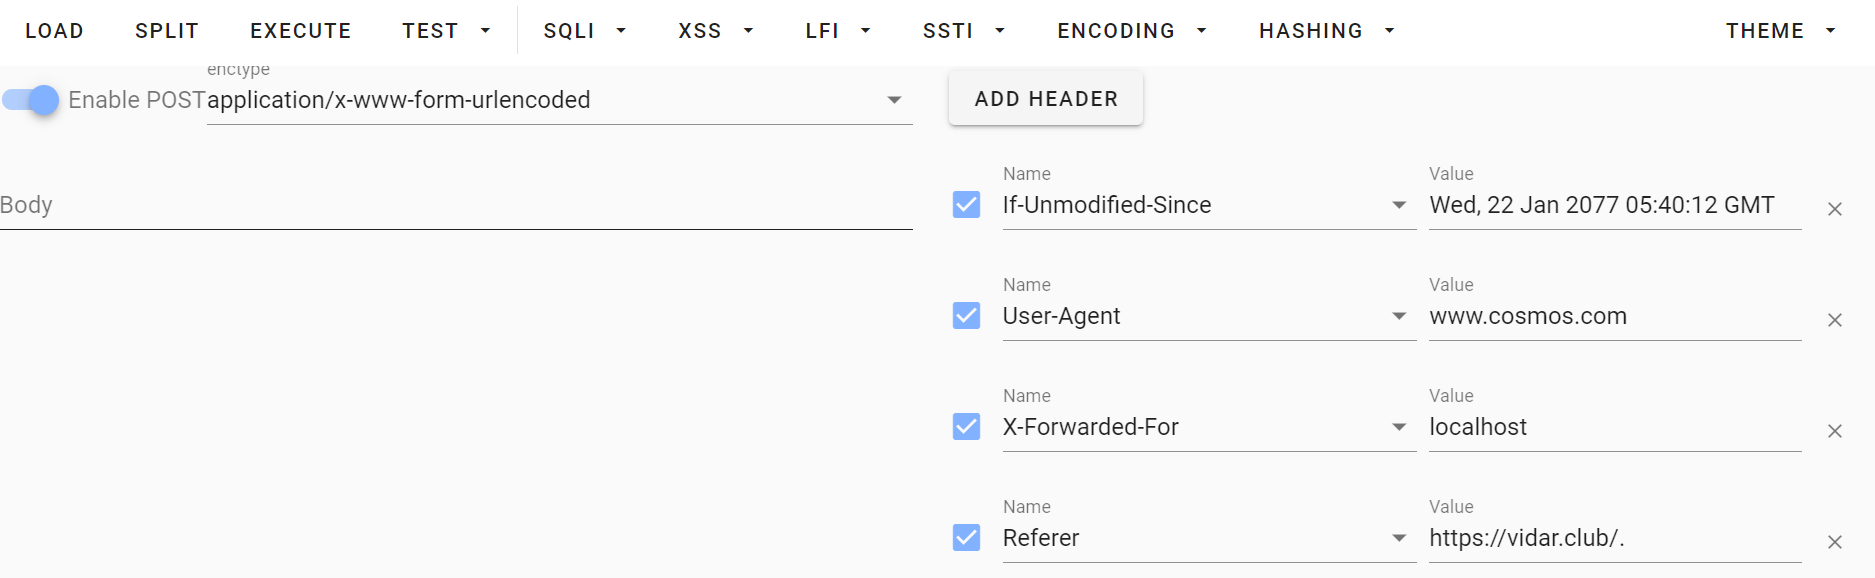 LOAD SPLIT EXECUTE TEST SQLI XSS LFI SSTI ENCODING HASHING THEME
enctype
Enable POST application/x-www-form-urlencoded ADD HEADER
Name Value
Body If-Unmodified-Since Wed, 22 Jan 2077 05:40:12 GMT
Name Value
User-Agent www.cosmos.com
Name Value
X-Forwarded-For localhost
Name Value
Referer https://vidar.club/.